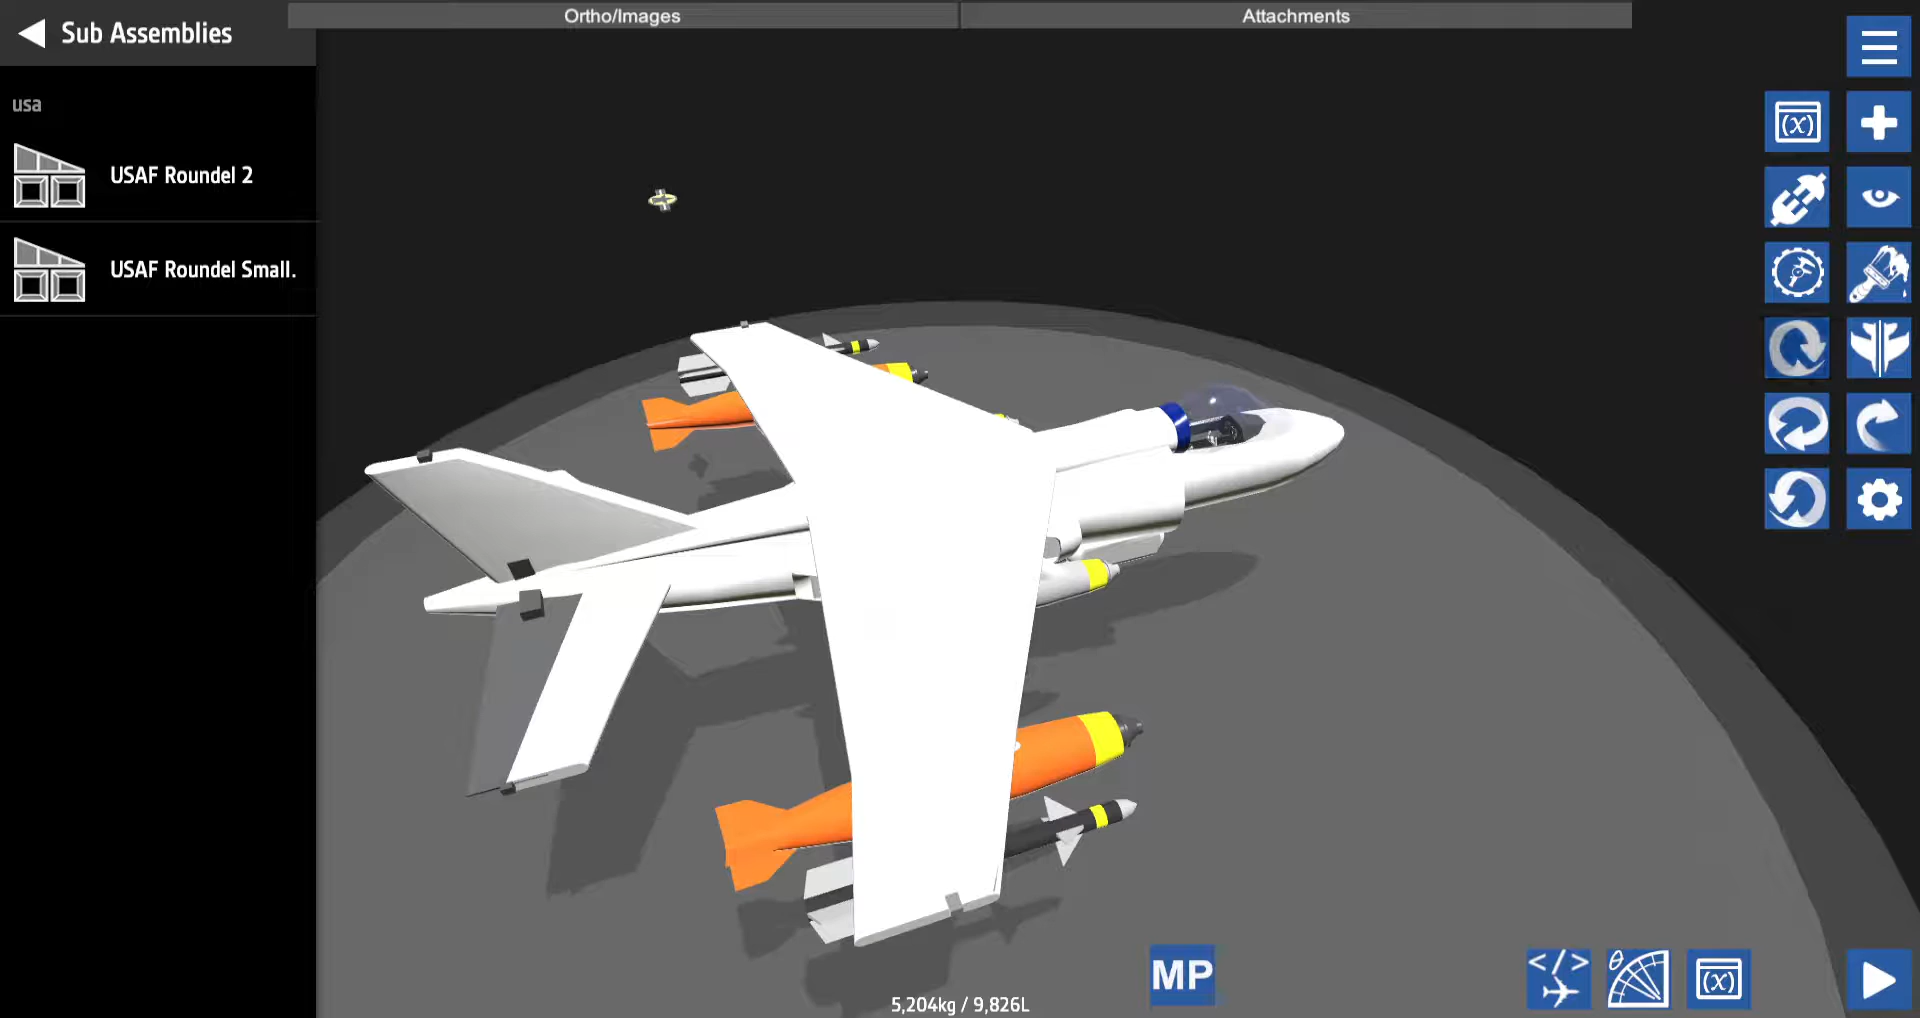 Sub Assemblies
Ortho/Images
Attachments
usa
USAF Roundel 2
USAF Roundel Small.
(x)
</>
θ
(x)
MP
5,204kg / 9,826L